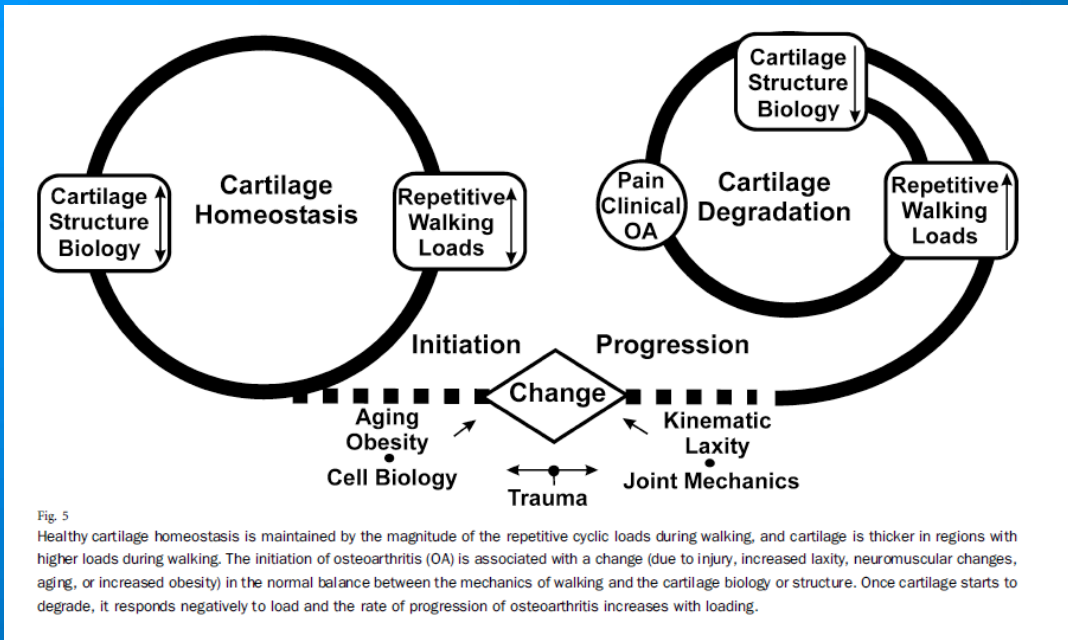 Cartilage
Structure
Biology
Cartilage
Homeostasis
Repetitive
Walking
Loads
Cartilage
Structure
Biology
Pain
Clinical
OA
Cartilage
Degradation
Repetitive
Walking
Loads
Initiation
Progression
Change
Aging
Obesity
Cell Biology
Trauma
Kinematic
Laxity
Joint Mechanics
Fig. 5
Healthy cartilage homeostasis is maintained by the magnitude of the repetitive cyclic loads during walking, and cartilage is thicker in regions with
higher loads during walking. The initiation of osteoarthritis (OA) is associated with a change (due to injury, increased laxity, neuromuscular changes,
aging, or increased obesity) in the normal balance between the mechanics of walking and the cartilage biology or structure. Once cartilage starts to
degrade, it responds negatively to load and the rate of progression of osteoarthritis increases with loading.